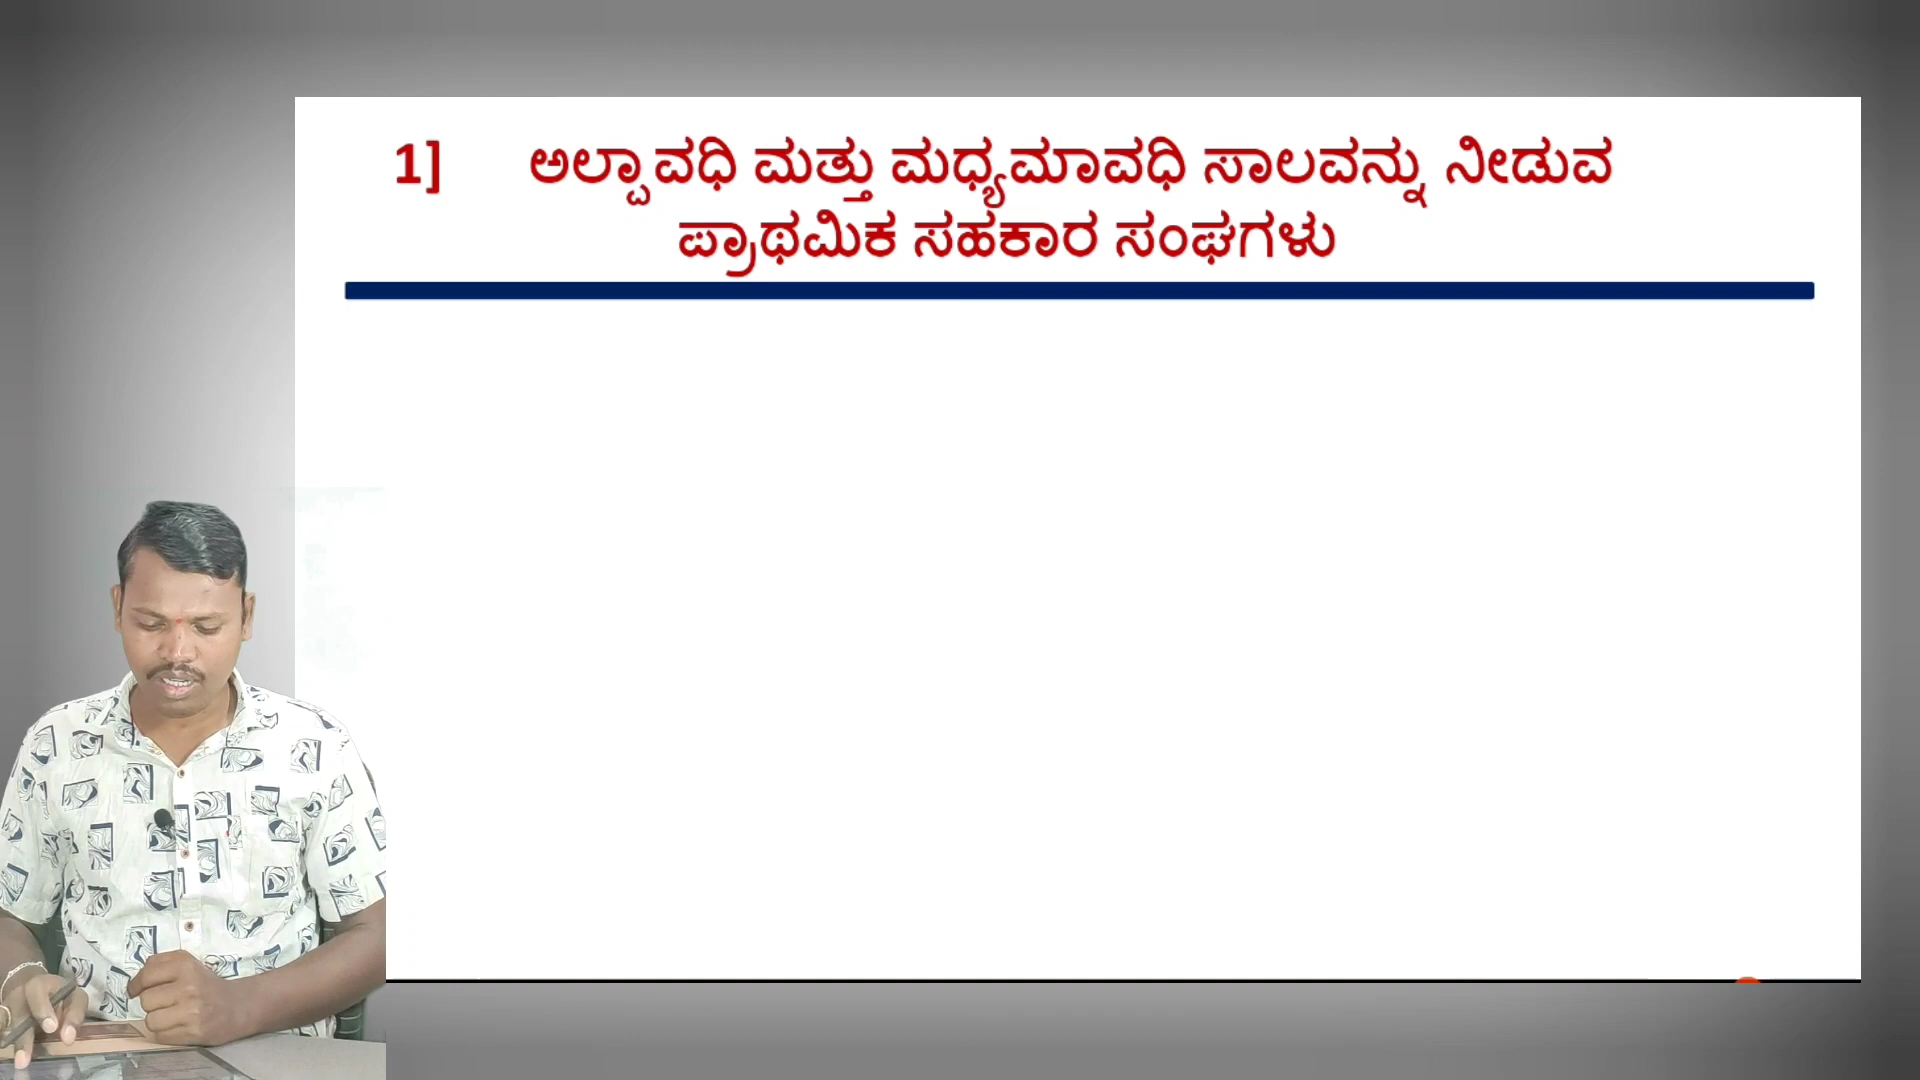 1] ಅಲ್ಪಾವಧಿ ಮತ್ತು ಮಧ್ಯಮಾವಧಿ ಸಾಲವನ್ನು ನೀಡುವ
ಪ್ರಾಥಮಿಕ ಸಹಕಾರ ಸಂಘಗಳು